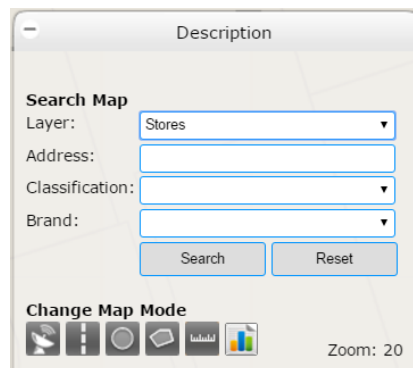 Description
Search Map
Layer: Stores
Address:
Classification:
Brand:
Search Reset
Change Map Mode
Zoom: 20